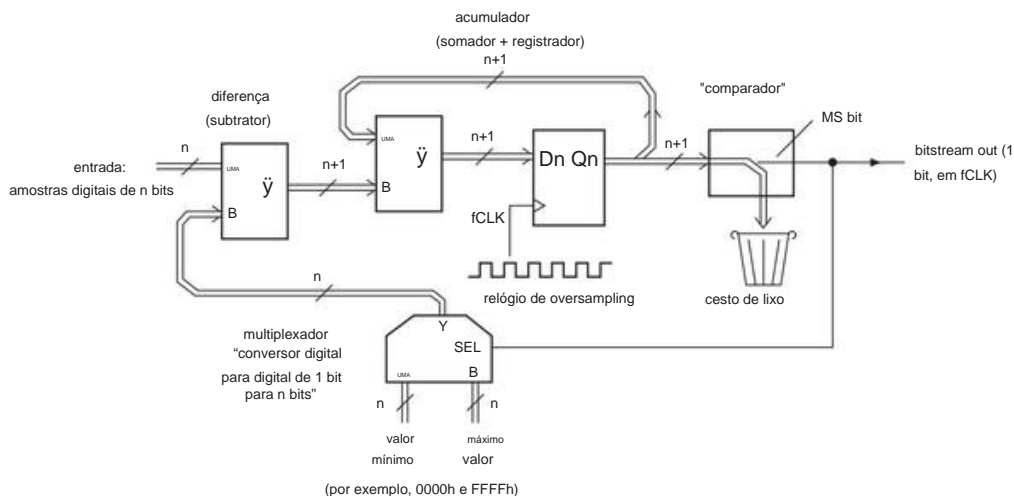 acumulador
(somador + registrador)
n+1
"comparador"
MS bit
diferença
(subtrator)
n
entrada:
amostras digitais de n bits
UMA
ÿ
B
n+1
UMA
ÿ
B
n+1
Dn Qn
n+1
bitstream out (1
bit, em fCLK)
fCLK
relógio de oversampling
cesto de lixo
n
multiplexador
“conversor digital
para digital de 1 bit
para n bits”
Y
SEL
UMA
B
n
n
valor
mínimo
máximo
valor
(por exemplo, 0000h e FFFFh)